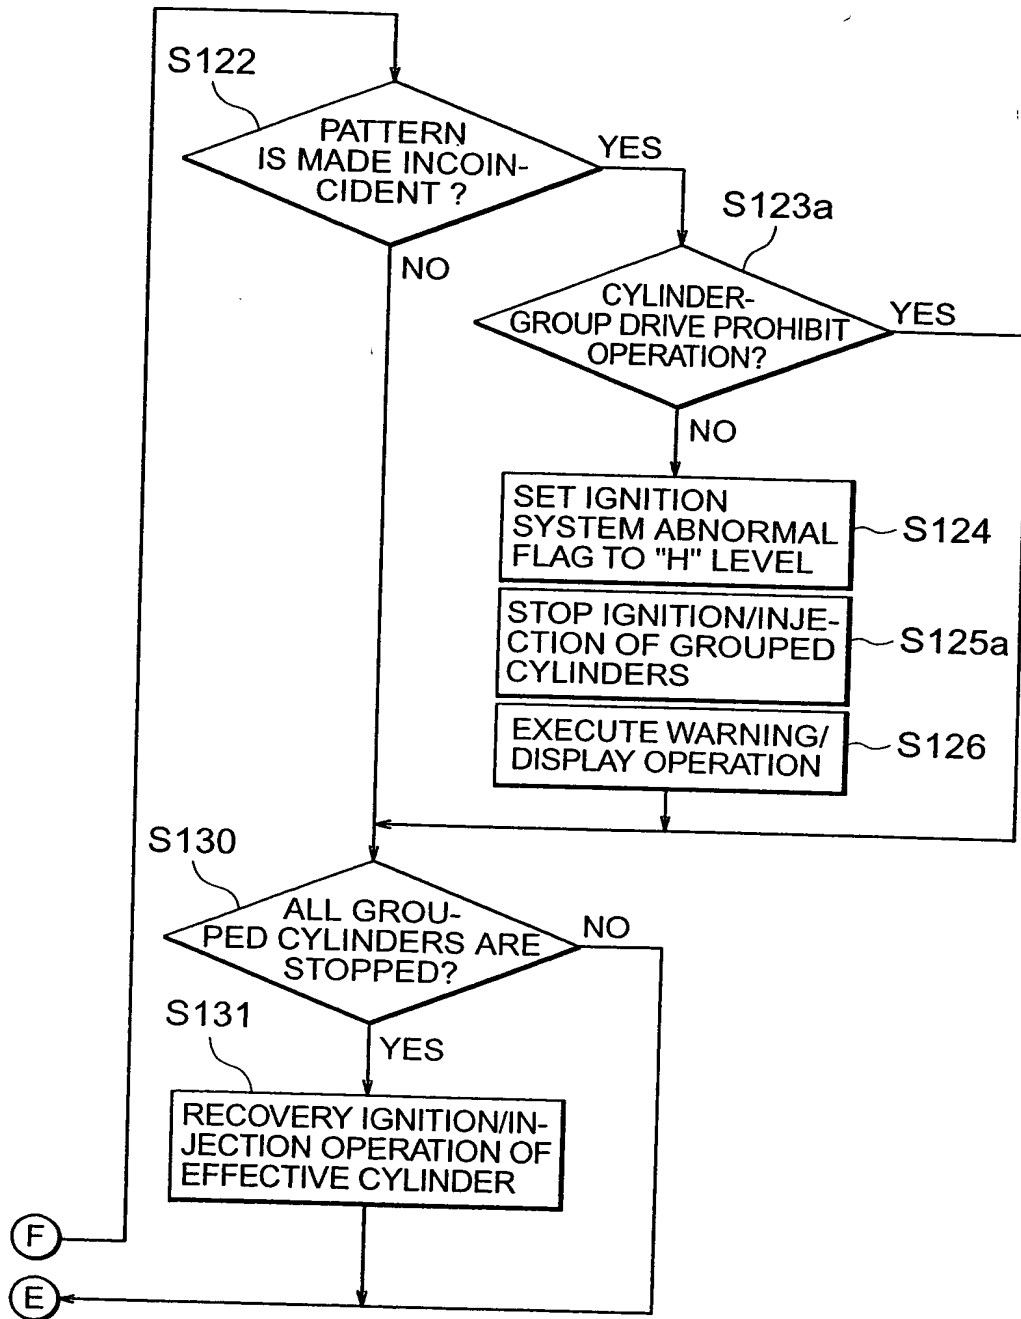 S122
PATTERN
IS MADE INCOIN-
CIDENT ?
YES
NO
S123a
CYLINDER-
GROUP DRIVE PROHIBIT
OPERATION?
YES
NO
SET IGNITION
SYSTEM ABNORMAL
FLAG TO "H" LEVEL
S124
STOP IGNITION/INJE-
CTION OF GROUPED
CYLINDERS
S125a
EXECUTE WARNING/
DISPLAY OPERATION
S126
S130
ALL GROU-
PED CYLINDERS ARE
STOPPED?
NO
YES
S131
RECOVERY IGNITION/IN-
JECTION OPERATION OF
EFFECTIVE CYLINDER
F
E